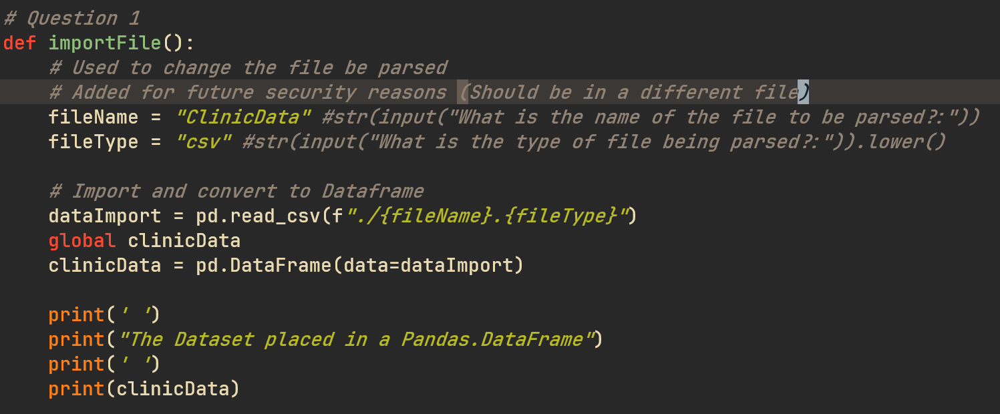 # Question 1
def importFile():
    # Used to change the file be parsed
    # Added for future security reasons (Should be in a different file)
    fileName = "ClinicData" #str(input("What is the name of the file to be parsed?:"))
    fileType = "csv" #str(input("What is the type of file being parsed?:")).lower()

    # Import and convert to Dataframe
    dataImport = pd.read_csv(f"./{fileName}.{fileType}")
    global clinicData
    clinicData = pd.DataFrame(data=dataImport)

    print(' ')
    print("The Dataset placed in a Pandas.DataFrame")
    print(' ')
    print(clinicData)